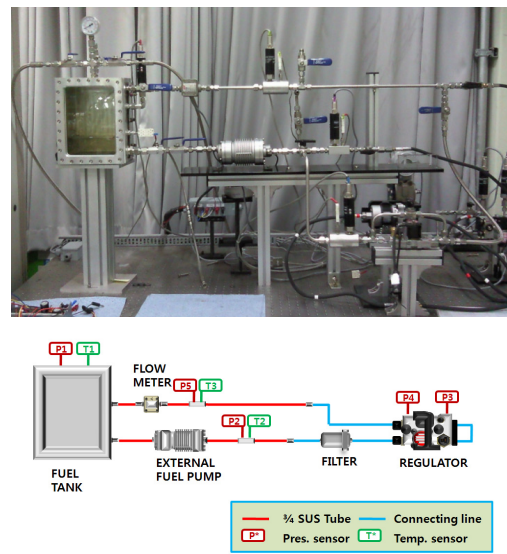 P1 T1
FLOW
METER
P5 T3
P4 P3
P2 T2
FUEL
TANK
EXTERNAL
FUEL PUMP
FILTER
REGULATOR
¾ SUS Tube
Connecting line
P* Pres. sensor
T* Temp. sensor